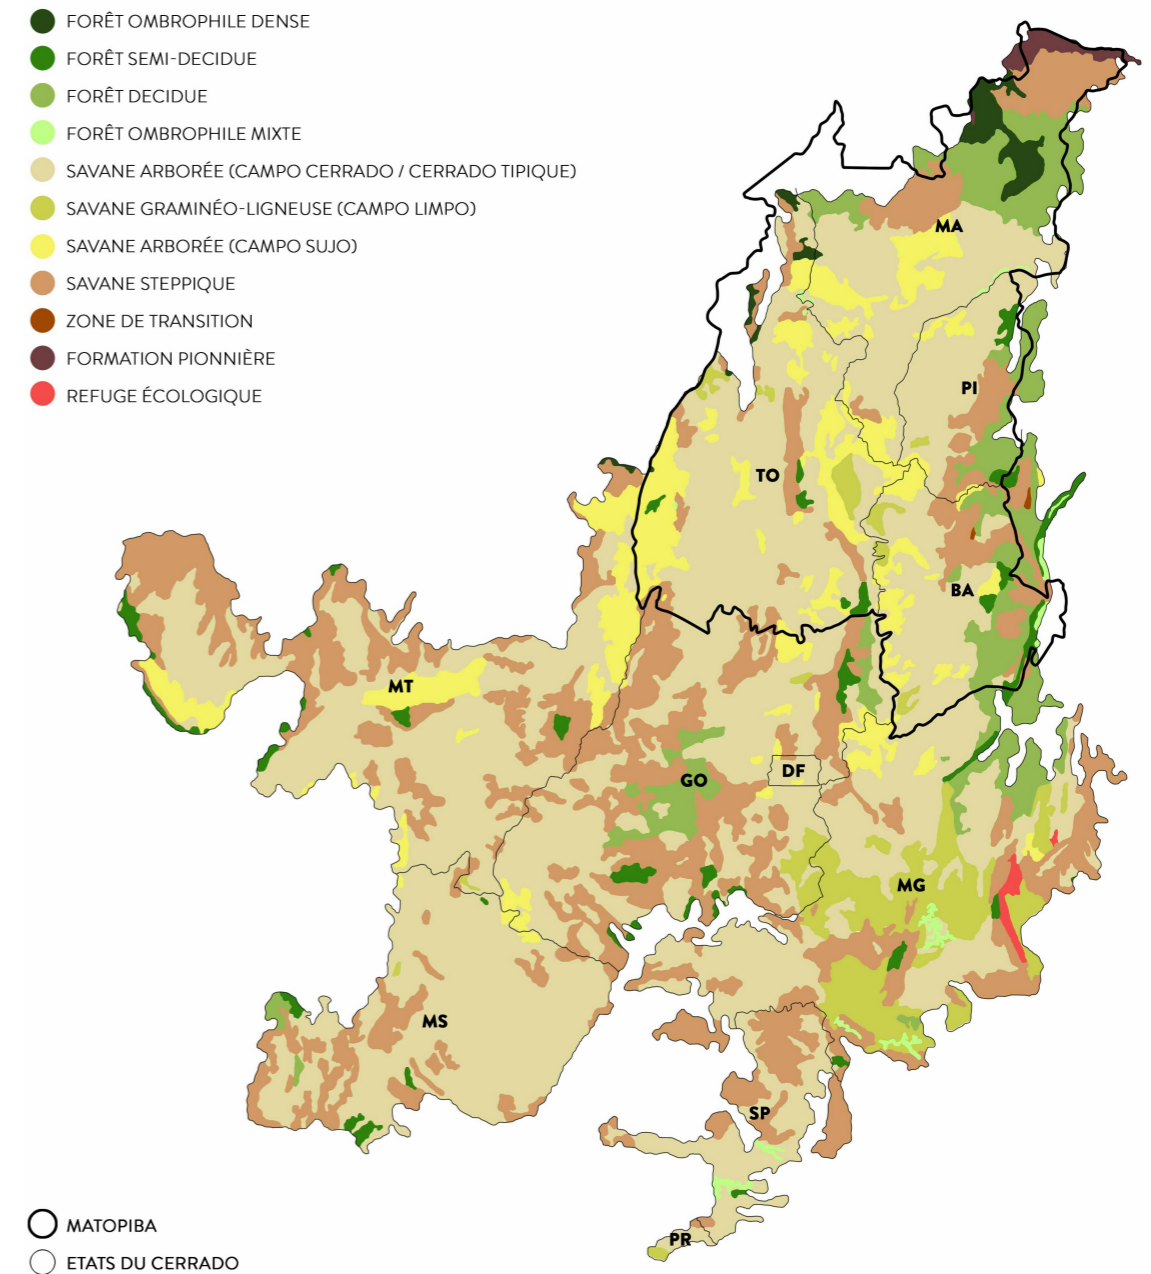 FORÊT OMBROPHILE DENSE
FORÊT SEMI-DECIDUE
FORÊT DECIDUE
FORÊT OMBROPHILE MIXTE
SAVANE ARBORÉE (CAMPO CERRADO / CERRADO TIPIQUE)
SAVANE GRAMINÉO-LIGNEUSE (CAMPO LIMPO)
SAVANE ARBORÉE (CAMPO SUJO)
SAVANE STEPPIQUE
ZONE DE TRANSITION
FORMATION PIONNIÈRE
REFUGE ÉCOLOGIQUE
MA
PI
TO
BA
MT
DF
GO
MG
MS
SP
PR
MATOPIBA
ETATS DU CERRADO